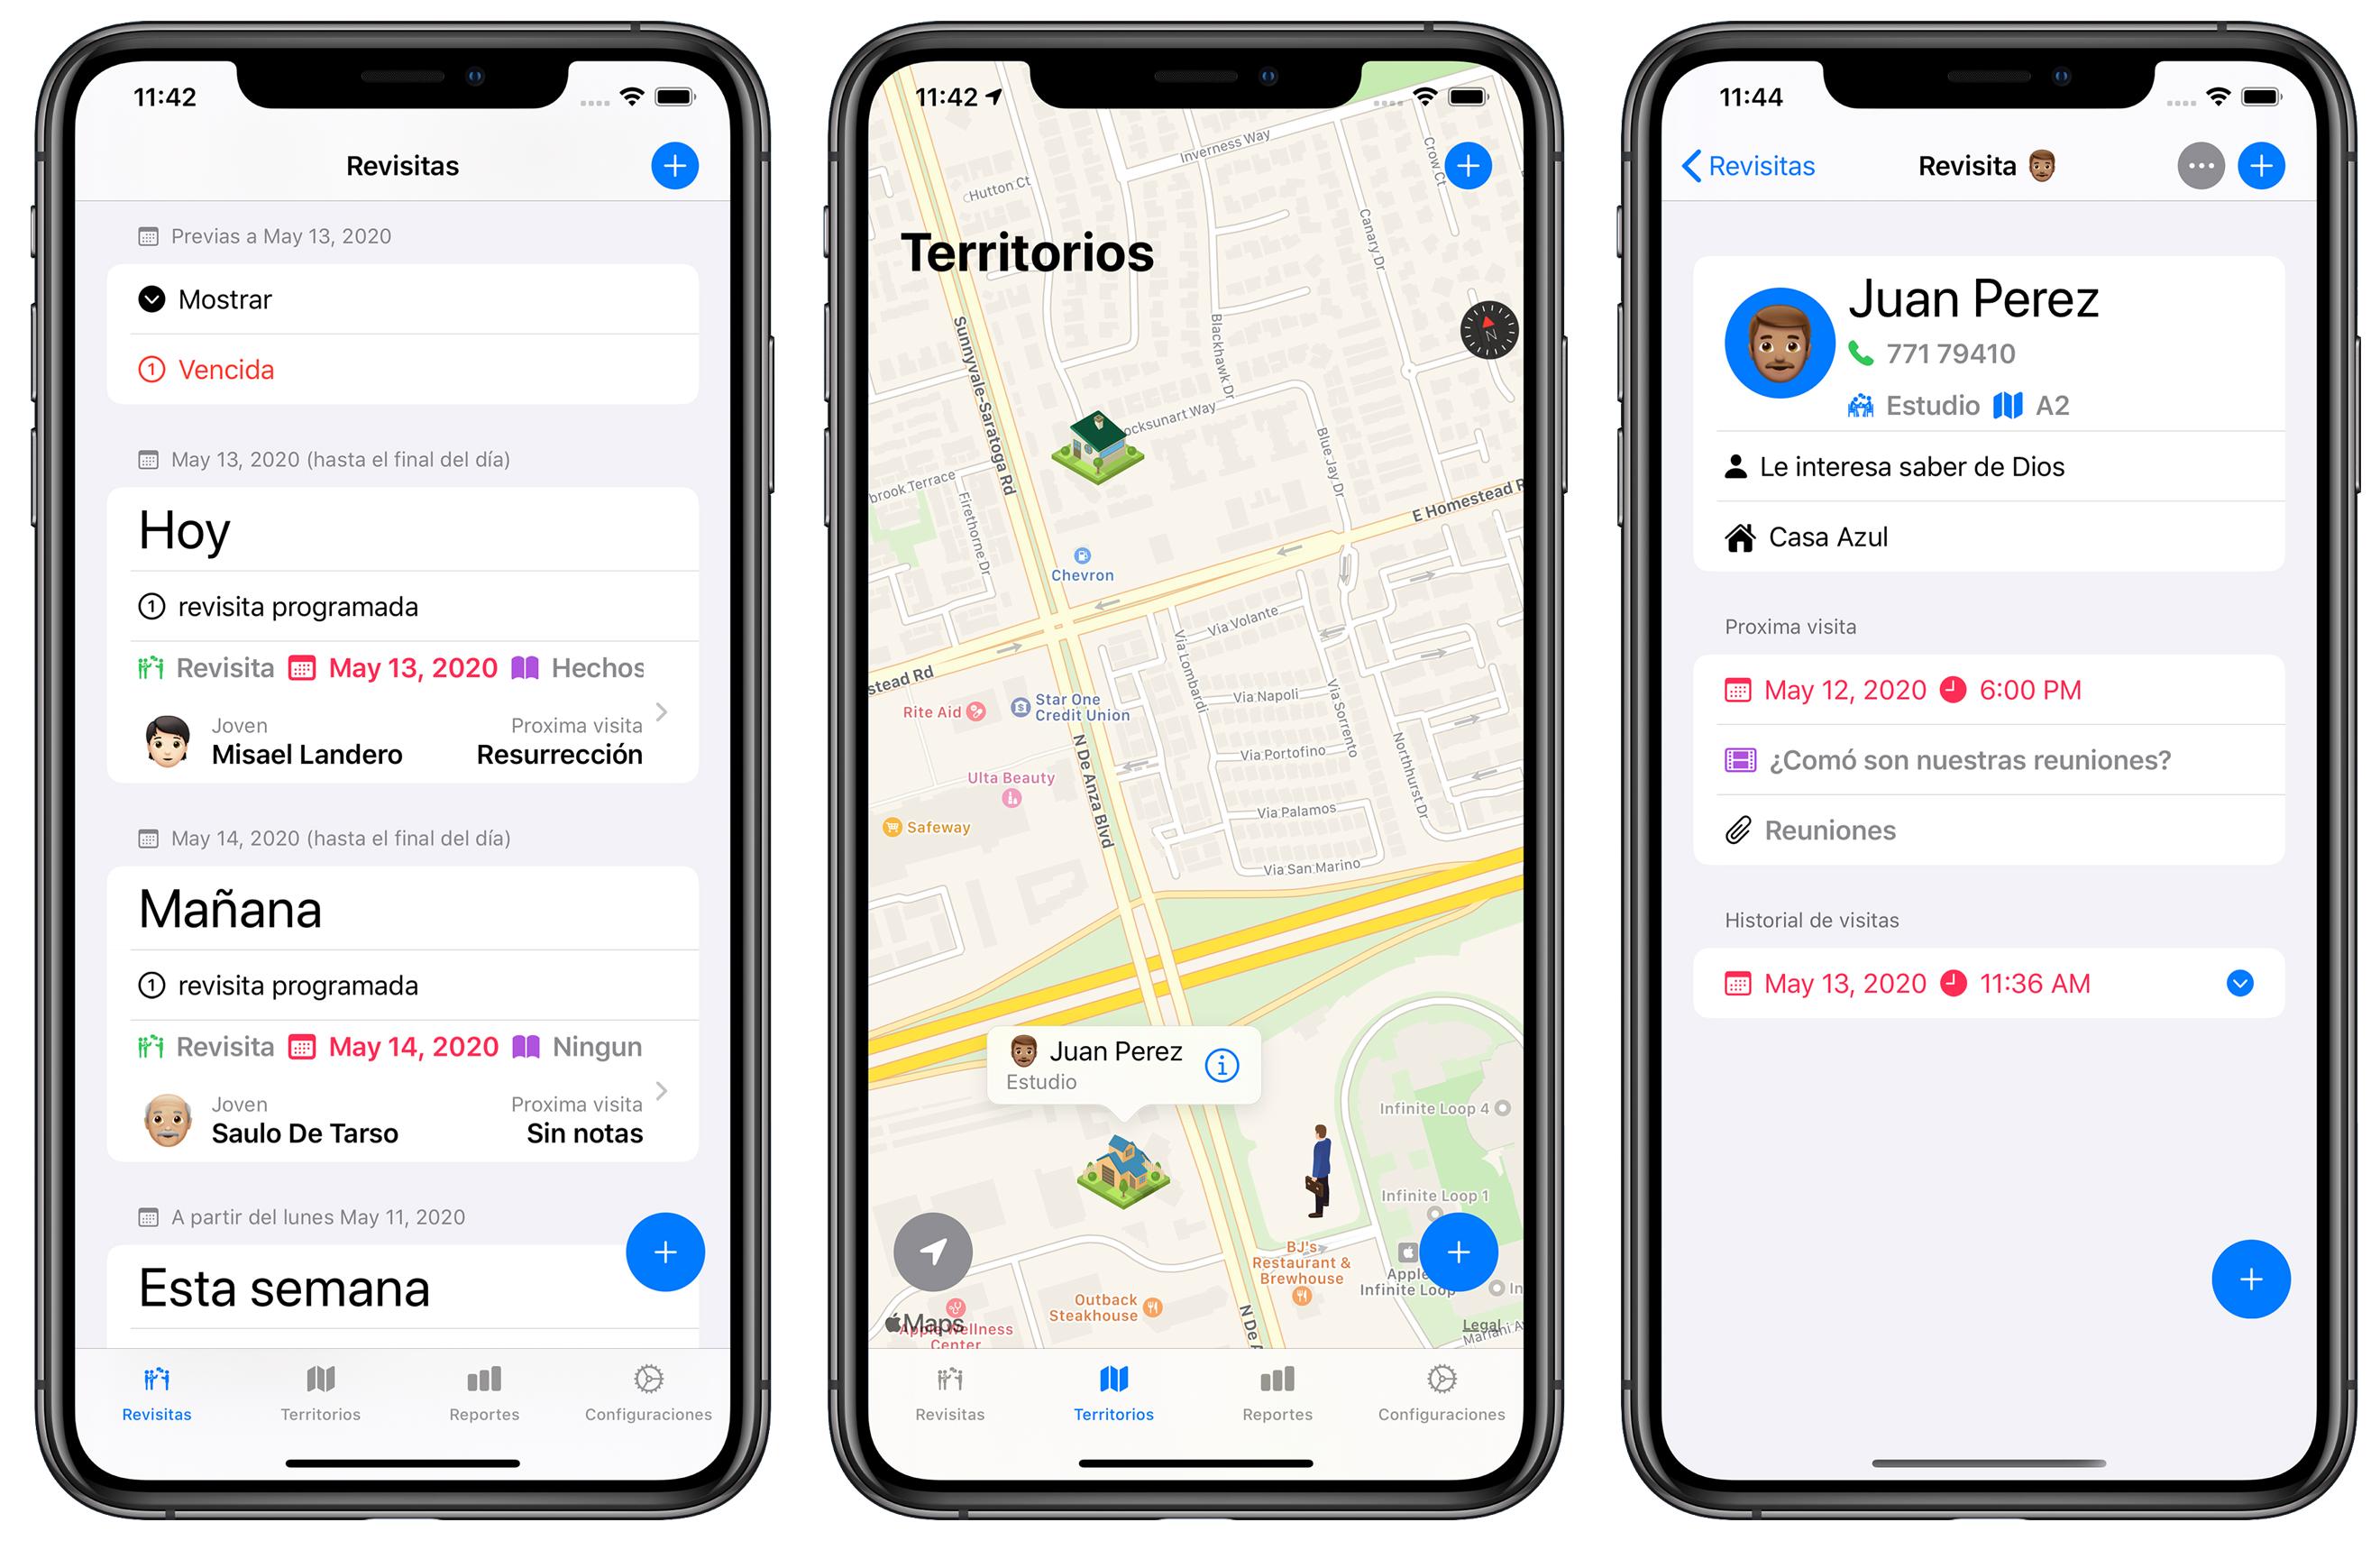 11:42
Revisitas
Previas a May 13, 2020
Mostrar
1 Vencida
May 13, 2020 (hasta el final del día)
Hoy
1 revisita programada
Revisita May 13, 2020 Hechos
Joven Proxima visita
Misael Landero Resurrección
May 14, 2020 (hasta el final del día)
Mañana
1 revisita programada
Revisita May 14, 2020 Ningun
Joven Proxima visita
Saulo De Tarso Sin notas
A partir del lunes May 11, 2020
Esta semana
Revisitas Territorios Reportes Configuraciones
11:42
Inverness Way
Crow Ct
Hutton Ct
Canary Dr
Territorios
N
Sunnyvale-Saratoga Rd
Blackhawk Dr
ocksunart Way
Blue Jay Dr
brook Terrace
Firethorne Dr
E Homestead R
Chevron
Via Volante
Via Lombardi
stead Rd
Via Napoli
Via Sorrento
Rite Aid
Star One
Credit Union
Northhurst Dr
N De Anza Blvd
Via Portofino
Ulta Beauty
Via Palamos
Safeway
Via San Marino
Juan Perez
Estudio
Infinite Loop 4
Infinite Loop 1
BJ's
Restaurant &
Brewhouse
Apple
Infinite Loop
In
Outback
Steakhouse
N De A
Maps
Apple Wellness
Center
Legal
Mariani A
Revisitas Territorios Reportes Configuraciones
11:44
Revisitas Revisita
Juan Perez
771 79410
Estudio A2
Le interesa saber de Dios
Casa Azul
Proxima visita
May 12, 2020 6:00 PM
¿Comó son nuestras reuniones?
Reuniones
Historial de visitas
May 13, 2020 11:36 AM